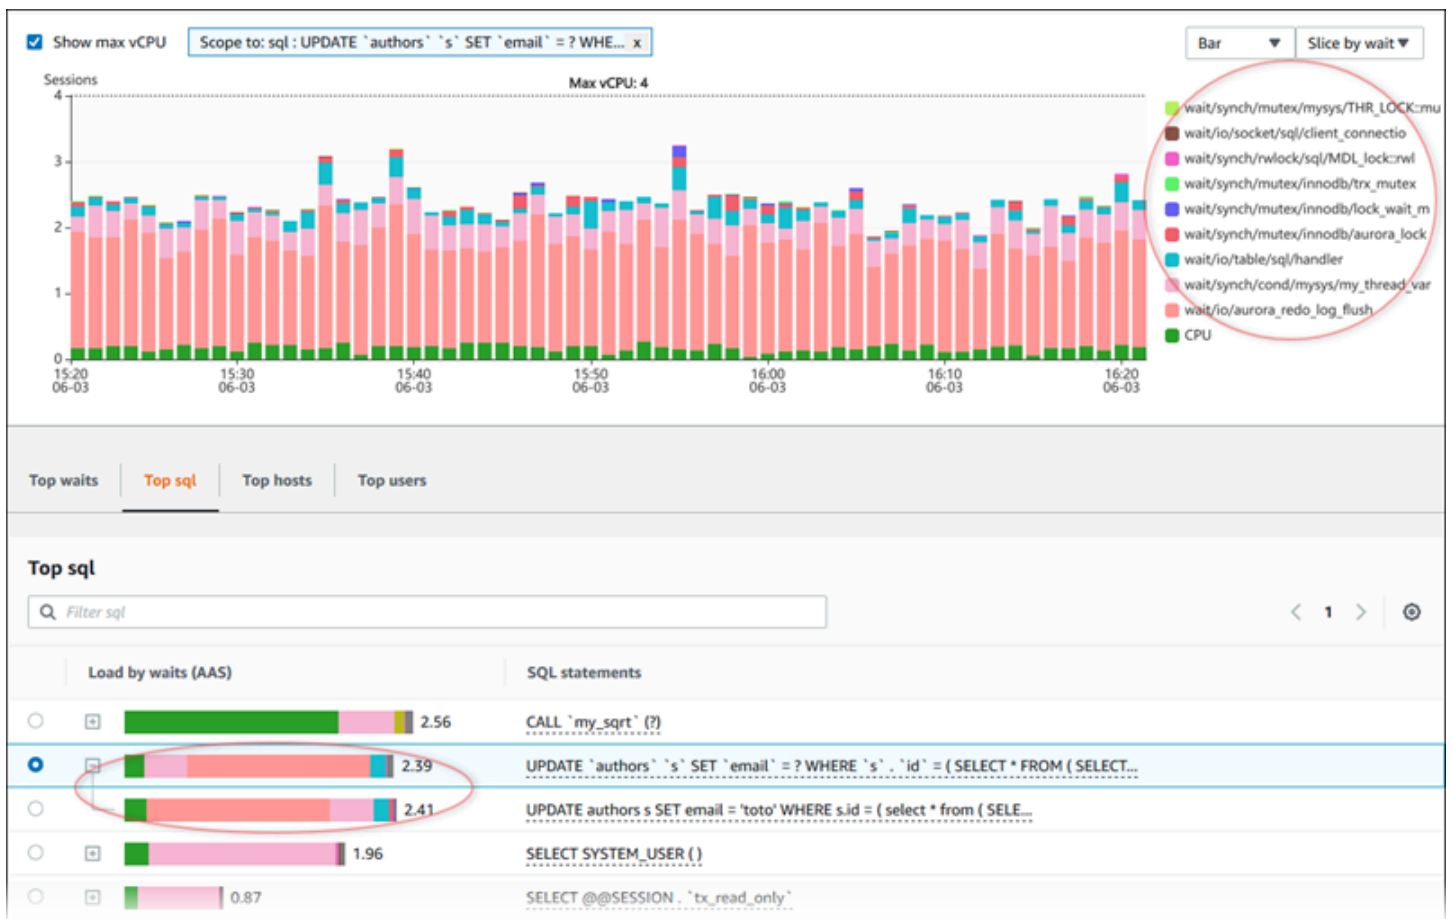 Show max vCPU
Scope to: sql : UPDATE `authors` `s` SET `email` = ? WHE... x
Bar
Slice by wait
Sessions
Max vCPU: 4
4
3
2
1
0
15:20 06-03
15:30 06-03
15:40 06-03
15:50 06-03
16:00 06-03
16:10 06-03
16:20 06-03
wait/synch/mutex/mysys/THR_LOCK::mu
wait/io/socket/sql/client_connectio
wait/synch/rwlock/sql/MDL_lock::rwl
wait/synch/mutex/innodb/trx_mutex
wait/synch/mutex/innodb/lock_wait_m
wait/synch/mutex/innodb/aurora_lock
wait/io/table/sql/handler
wait/synch/cond/mysys/my_thread_var
wait/io/aurora_redo_log_flush
CPU
Top waits
Top sql
Top hosts
Top users
Top sql
Filter sql
1
Load by waits (AAS)
SQL statements
2.56
CALL `my_sqrt` (?)
2.39
UPDATE `authors` `s` SET `email` = ? WHERE `s` . `id` = ( SELECT * FROM ( SELECT...
2.41
UPDATE authors s SET email = 'toto' WHERE s.id = ( select * from ( SELE...
1.96
SELECT SYSTEM_USER ( )
0.87
SELECT @@SESSION . `tx_read_only`